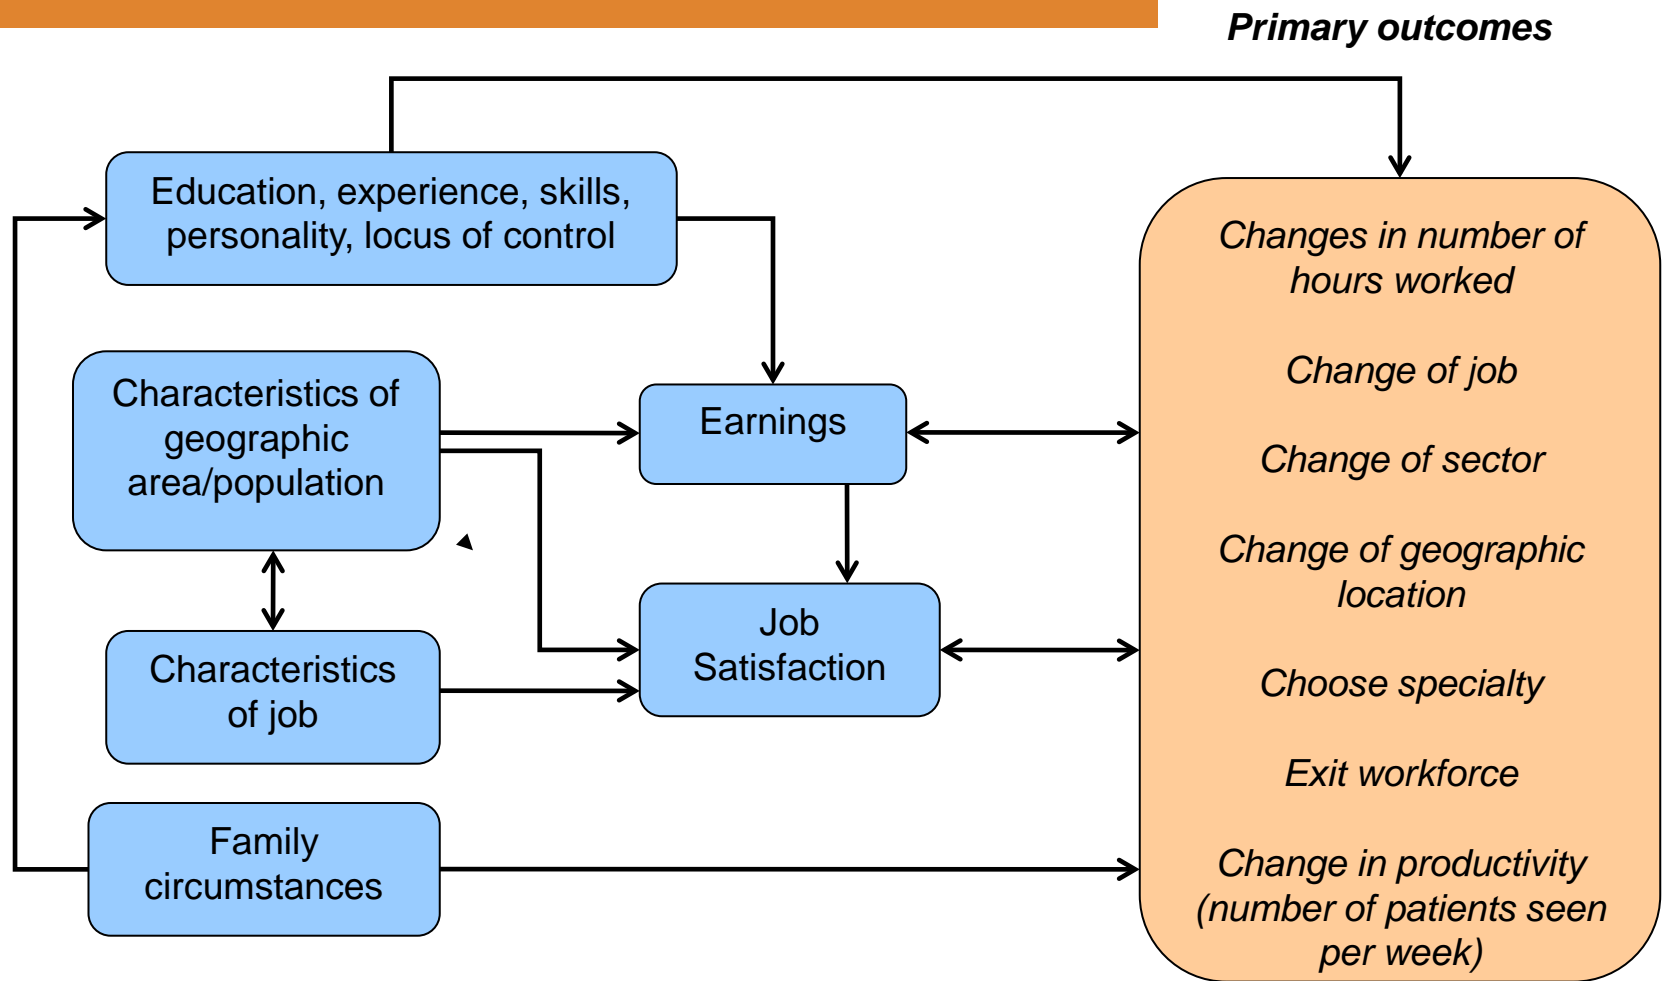 Primary outcomes
Education, experience, skills,
personality, locus of control
Characteristics of
geographic
area/population
Characteristics
of job
Family
circumstances
Earnings
Job
Satisfaction
Changes in number of
hours worked
Change of job
Change of sector
Change of geographic
location
Choose specialty
Exit workforce
Change in productivity
(number of patients seen
per week)